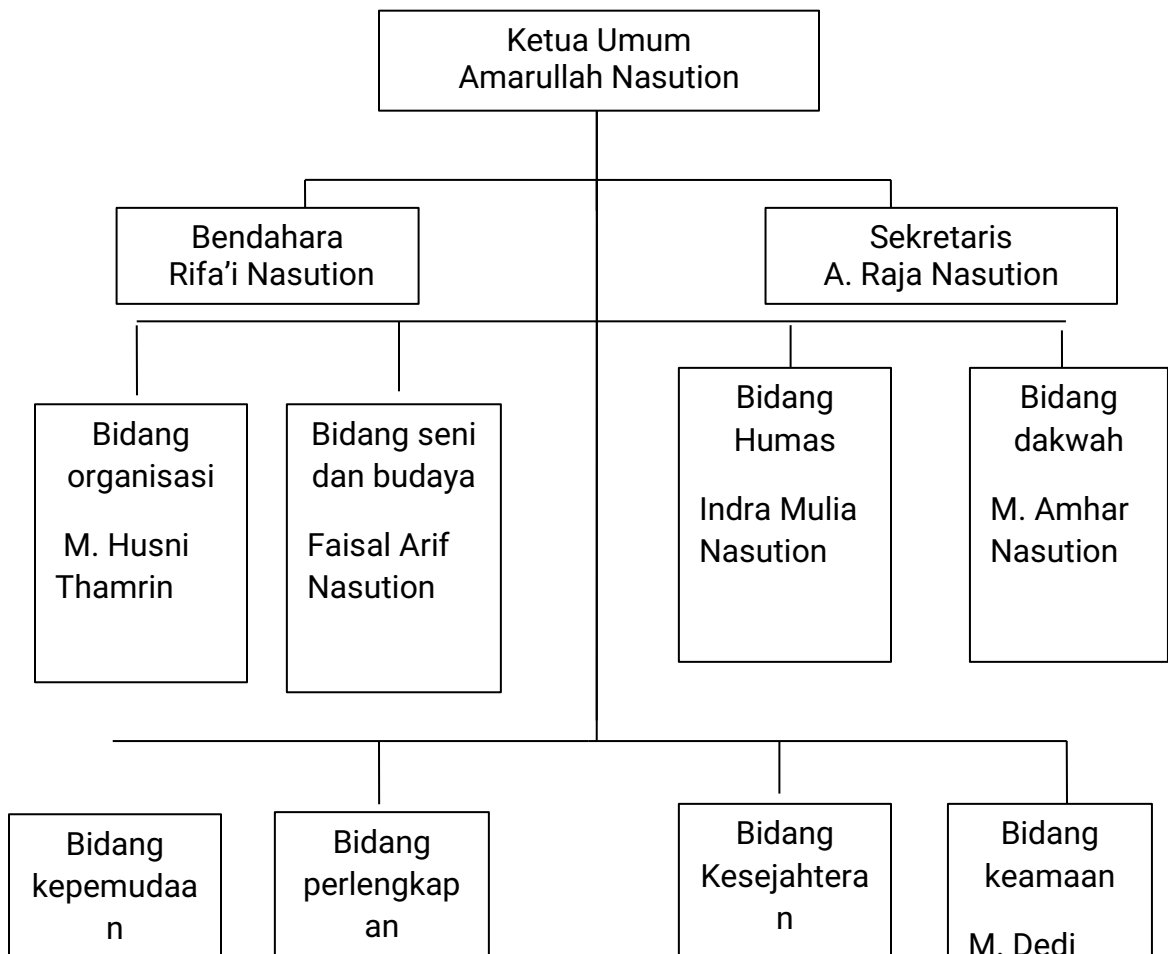 Ketua Umum
Amarullah Nasution
Bendahara
Rifa'i Nasution
Sekretaris
A. Raja Nasution
Bidang
organisasi
M. Husni
Thamrin
Bidang seni
dan budaya
Faisal Arif
Nasution
Bidang
Humas
Indra Mulia
Nasution
Bidang
dakwah
M. Amhar
Nasution
Bidang
kepemudaa
n
Bidang
perlengkap
an
Bidang
Kesejahtera
n
Bidang
keamaan
M. Dedi